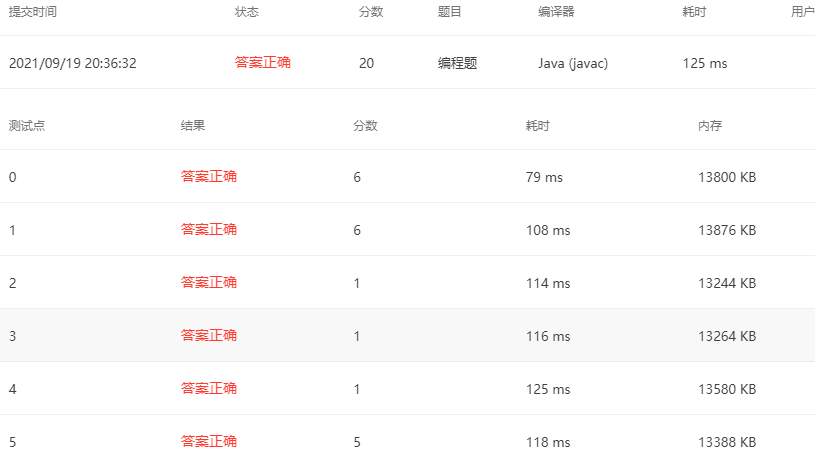 提交时间 状态 分数 题目 编译器 耗时 用户
2021/09/19 20:36:32 答案正确 20 编程题 Java (javac) 125 ms
测试点 结果 分数 耗时 内存
0 答案正确 6 79 ms 13800 KB
1 答案正确 6 108 ms 13876 KB
2 答案正确 1 114 ms 13244 KB
3 答案正确 1 116 ms 13264 KB
4 答案正确 1 125 ms 13580 KB
5 答案正确 5 118 ms 13388 KB